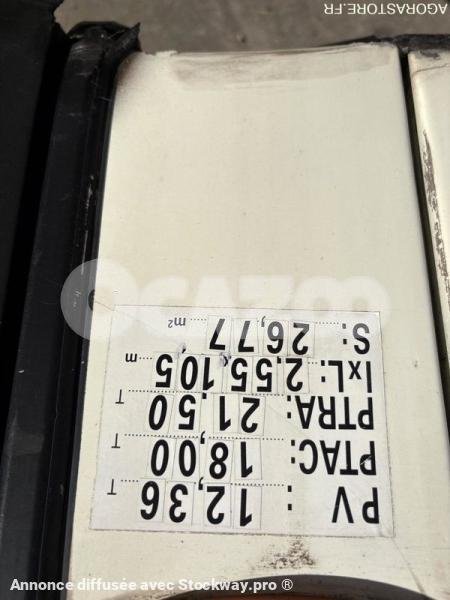 AGORASTORE.FR
OCAZOO
PV : 12,36 T
PTAC: 18,00 T
PTRA: 21.50 T
lxL: 2,55.105 m
S: 26,77 m²
Annonce diffusée avec Stockway.pro ®